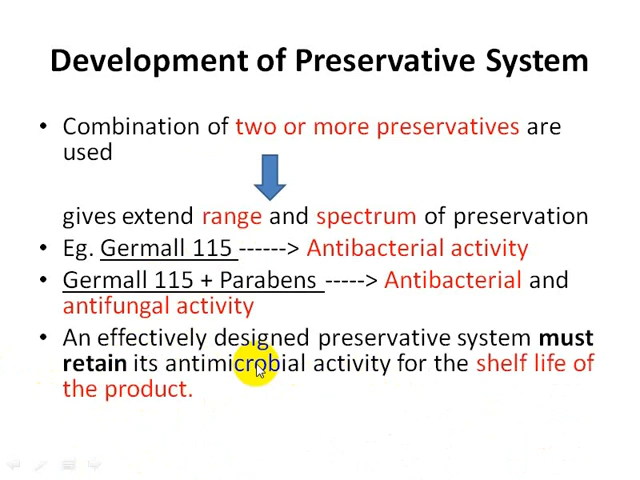 Development of Preservative System
• Combination of two or more preservatives are
used
gives extend range and spectrum of preservation
• Eg. Germall 115 ------> Antibacterial activity
• Germall 115 + Parabens -----> Antibacterial and
antifungal activity
• An effectively designed preservative system must
retain its antimicrobial activity for the shelf life of
the product.